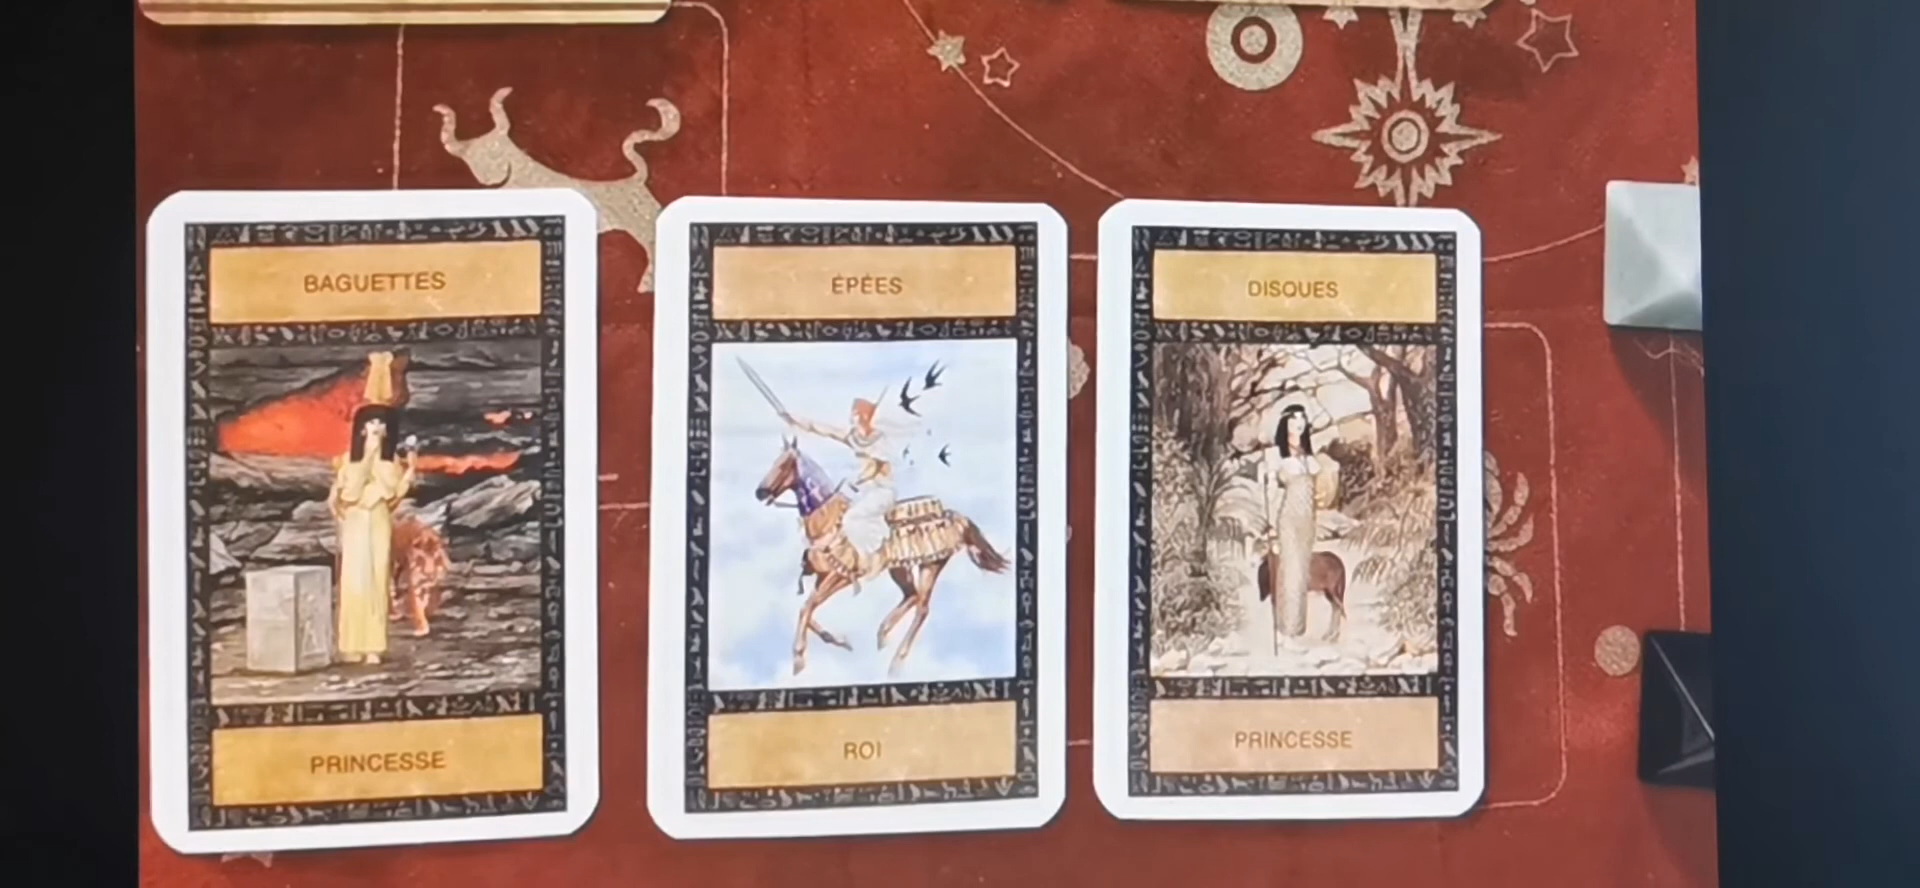 BAGUETTES
PRINCESSE
ÉPÉES
ROI
DISQUES
PRINCESSE